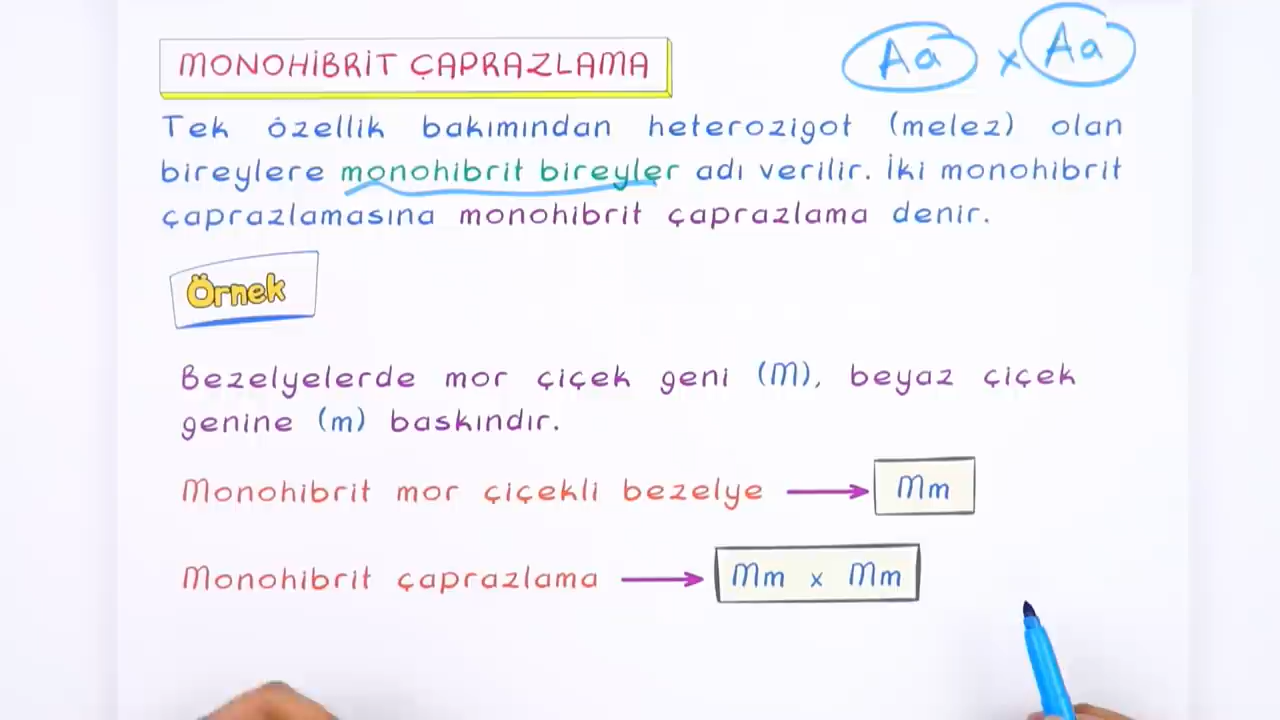 MONOHİBRİT ÇAPRAZLAMA
Aa x Aa
Tek özellik bakımından heterozigot (melez) olan
bireylere monohibrit bireyler adı verilir. İki monohibrit
çaprazlamasına monohibrit çaprazlama denir.
Örnek
Bezelyelerde mor çiçek geni (M), beyaz çiçek
genine (m) baskındır.
Monohibrit mor çiçekli bezelye → Mm
Monohibrit çaprazlama → Mm x Mm